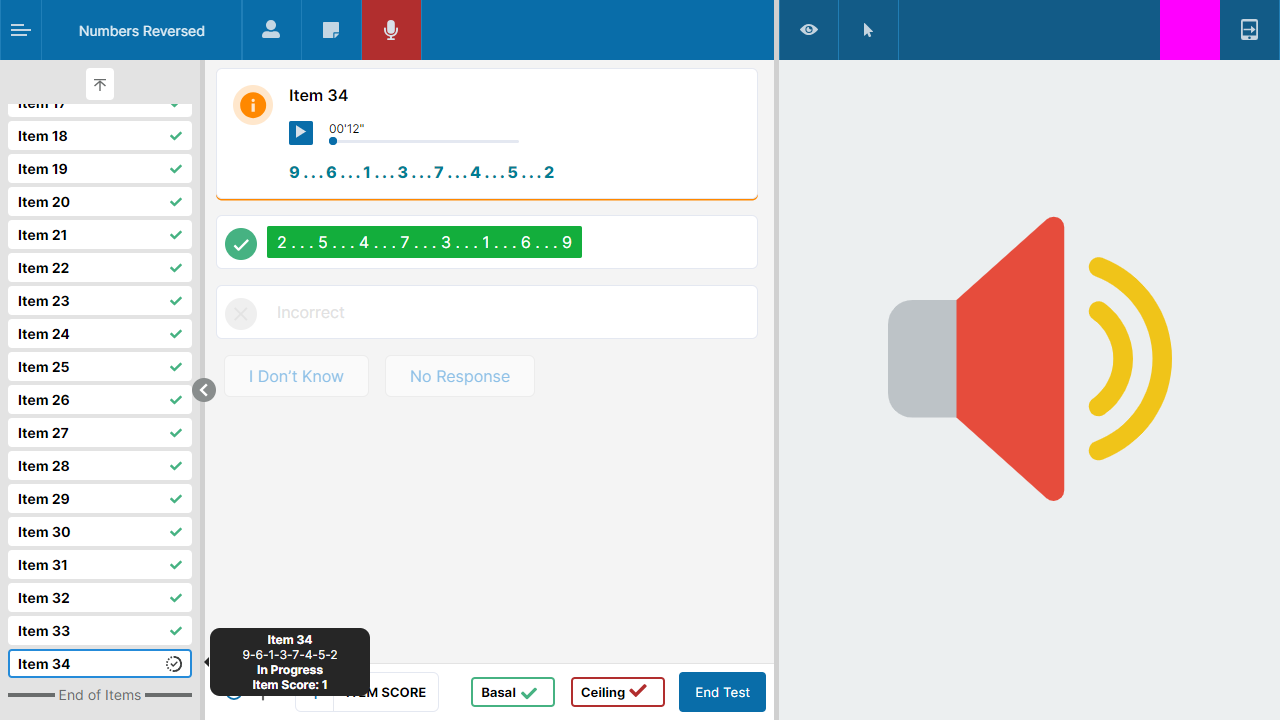 Numbers Reversed
Item 17
Item 18
Item 19
Item 20
Item 21
Item 22
Item 23
Item 24
Item 25
Item 26
Item 27
Item 28
Item 29
Item 30
Item 31
Item 32
Item 33
Item 34
End of Items
Item 34
00'12"
9...6...1...3...7...4...5...2
2...5...4...7...3...1...6...9
Incorrect
I Don't Know
No Response
Item 34
9-6-1-3-7-4-5-2
In Progress
Item Score: 1
SCORE
Basal
Ceiling
End Test